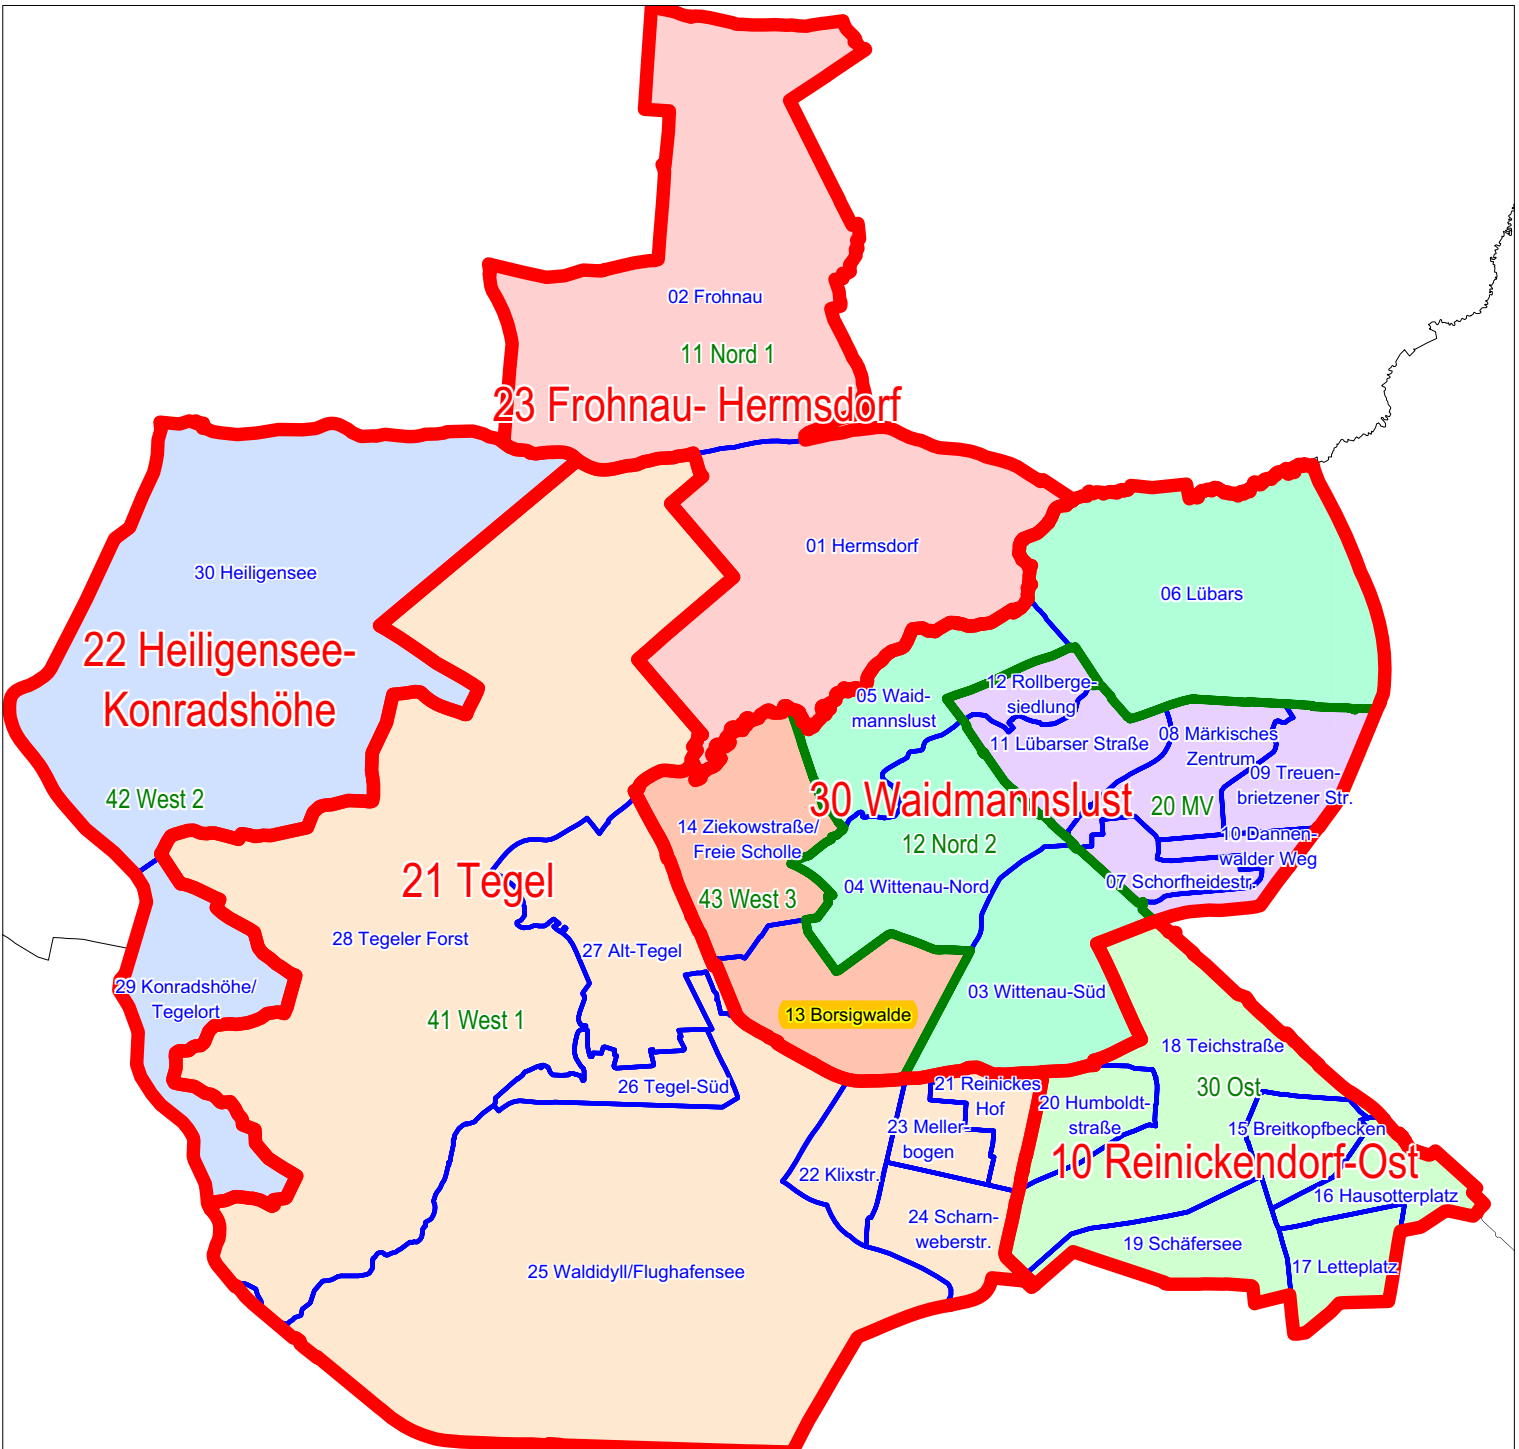 02 Frohnau
11 Nord 1
23 Frohnau- Hermsdorf
01 Hermsdorf
30 Heiligensee
06 Lübars
22 Heiligensee-
Konradshöhe
12 Rollberge-
siedlung
05 Waid-
mannslust
11 Lübarser Straße
08 Märkisches
Zentrum
09 Treuen-
brietzener Str.
42 West 2
30 Waidmannslust
20 MV
14 Ziekowstraße/
Freie Scholle
12 Nord 2
10 Dannen-
walder Weg
21 Tegel
04 Wittenau-Nord
07 Schorfheidestr.
43 West 3
28 Tegeler Forst
27 Alt-Tegel
29 Konradshöhe/
Tegelort
03 Wittenau-Süd
41 West 1
13 Borsigwalde
18 Teichstraße
26 Tegel-Süd
21 Reinickes
Hof
30 Ost
20 Humboldt-
straße
23 Meller-
bogen
15 Breitkopfbecken
10 Reinickendorf-Ost
22 Klixstr.
16 Hausotterplatz
24 Scharn-
weberstr.
19 Schäfersee
25 Waldidyll/Flughafensee
17 Letteplatz